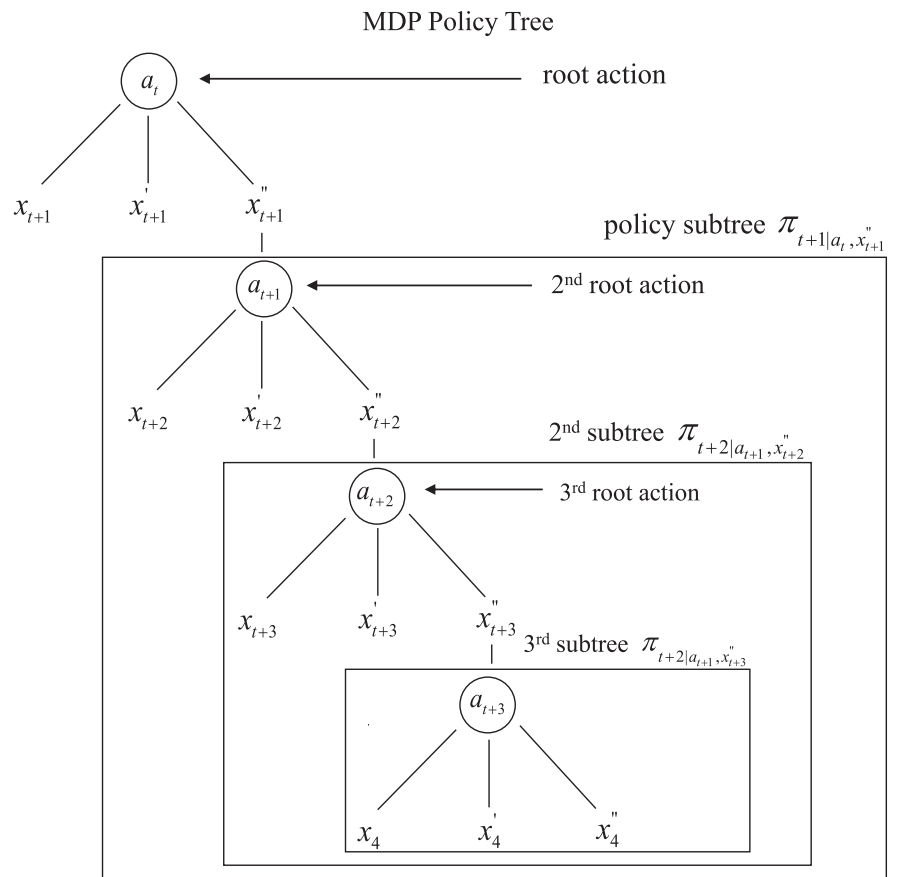 MDP Policy Tree
a_t
root action
x_{t+1} x'_{t+1} x''_{t+1}
policy subtree π_{t+1|a_t, x''_{t+1}}
a_{t+1}
2nd root action
x_{t+2} x'_{t+2} x''_{t+2}
2nd subtree π_{t+2|a_{t+1}, x''_{t+2}}
a_{t+2}
3rd root action
x_{t+3} x'_{t+3} x''_{t+3}
3rd subtree π_{t+2|a_{t+1}, x''_{t+3}}
a_{t+3}
x_4 x'_4 x''_4